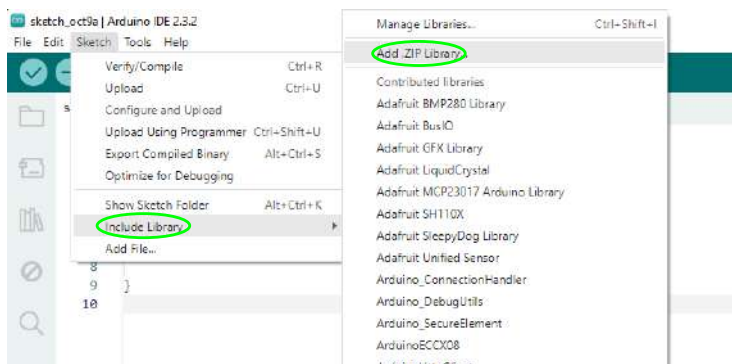 sketch_oct9a | Arduino IDE 2.3.2
File Edit Sketch Tools Help
Verify/Compile Ctrl+R
Upload Ctrl+U
Configure and Upload
Upload Using Programmer Ctrl+Shift+U
Export Compiled Binary Alt+Ctrl+S
Optimize for Debugging
Show Sketch Folder Alt+Ctrl+K
Include Library
Add File...
8
9 }
10
Manage Libraries... Ctrl+Shift+I
Add .ZIP Library...
Contributed libraries
Adafruit BMP280 Library
Adafruit BusIO
Adafruit GFX Library
Adafruit LiquidCrystal
Adafruit MCP23017 Arduino Library
Adafruit SH110X
Adafruit SleepyDog Library
Adafruit Unified Sensor
Arduino_ConnectionHandler
Arduino_DebugUtils
Arduino_SecureElement
ArduinoECCX08